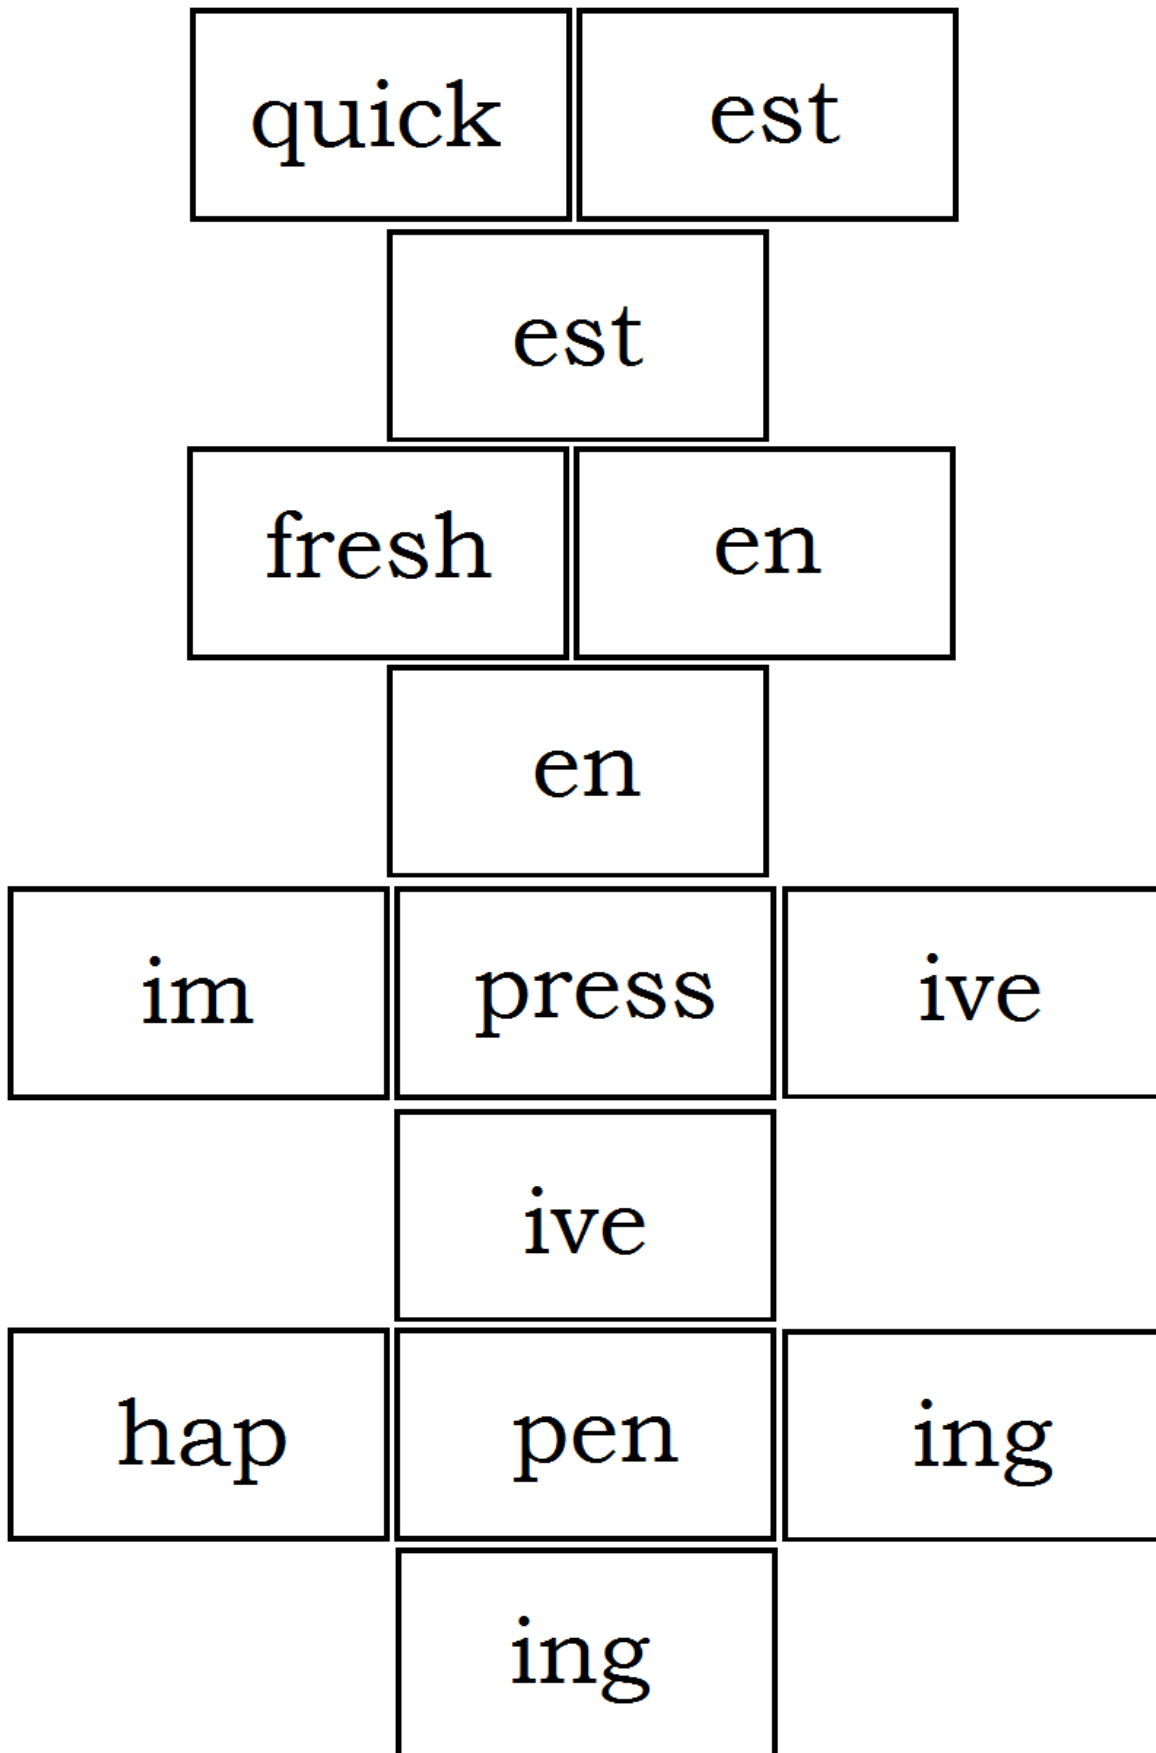 quick est
est
fresh en
en
im press ive
ive
hap pen ing
ing